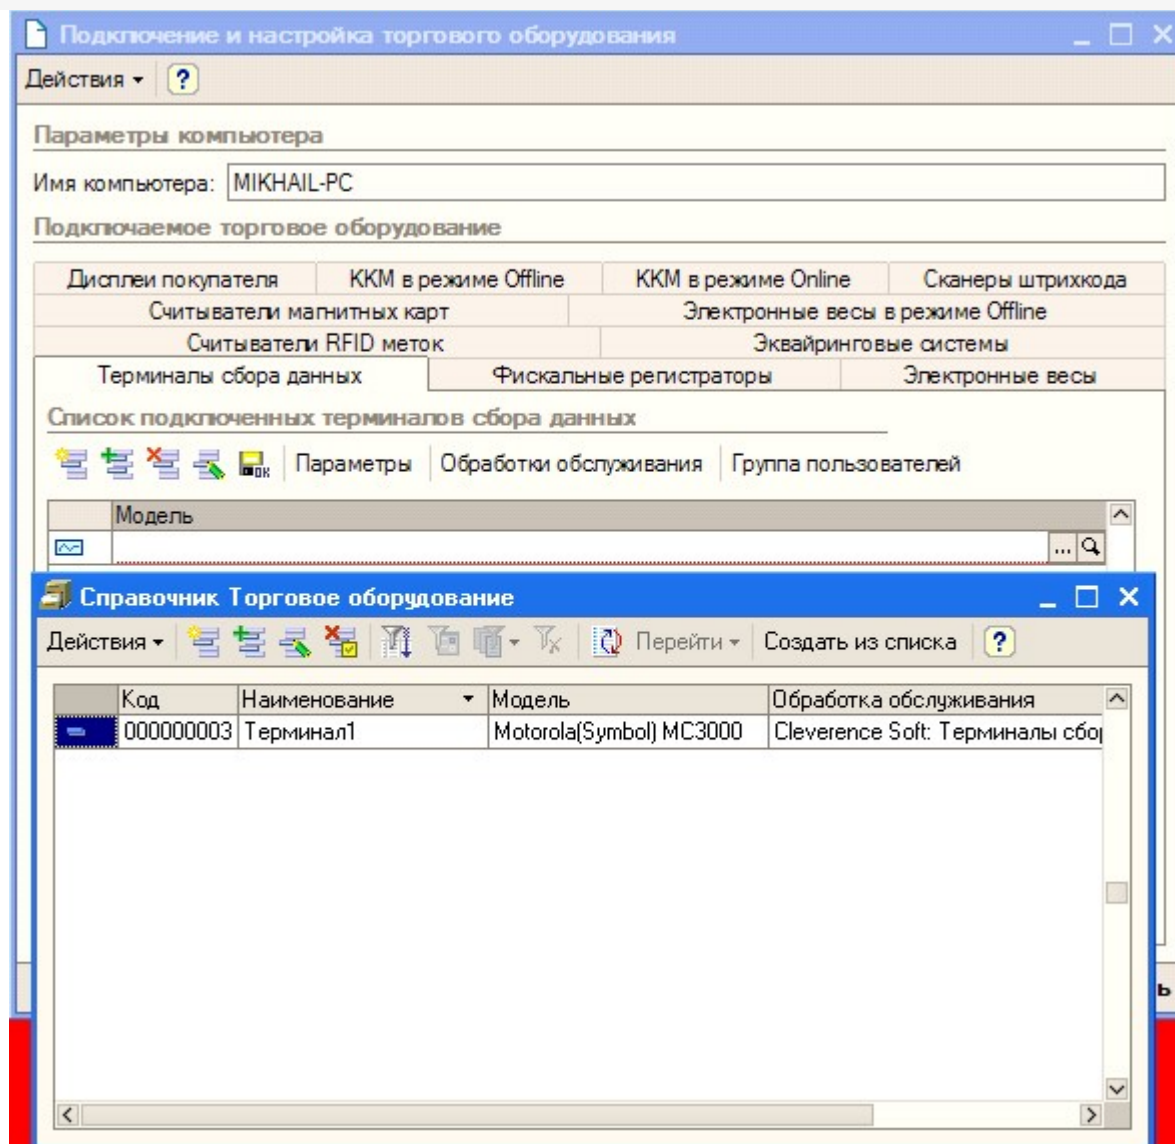 Подключение и настройка торгового оборудования
Действия ?
Параметры компьютера
Имя компьютера: MIKHAIL-PC
Подключаемое торговое оборудование
Дисплеи покупателя ККМ в режиме Offline ККМ в режиме Online Сканеры штрихкода
Считыватели магнитных карт Электронные весы в режиме Offline
Считыватели RFID меток Эквайринговые системы
Терминалы сбора данных Фискальные регистраторы Электронные весы
Список подключенных терминалов сбора данных
OK Параметры Обработки обслуживания Группа пользователей
Модель
...
Справочник Торговое оборудование
Действия Перейти Создать из списка ?
Код Наименование Модель Обработка обслуживания
000000003 Терминал1 Motorola(Symbol) MC3000 Cleverence Soft: Терминалы сбор
ь